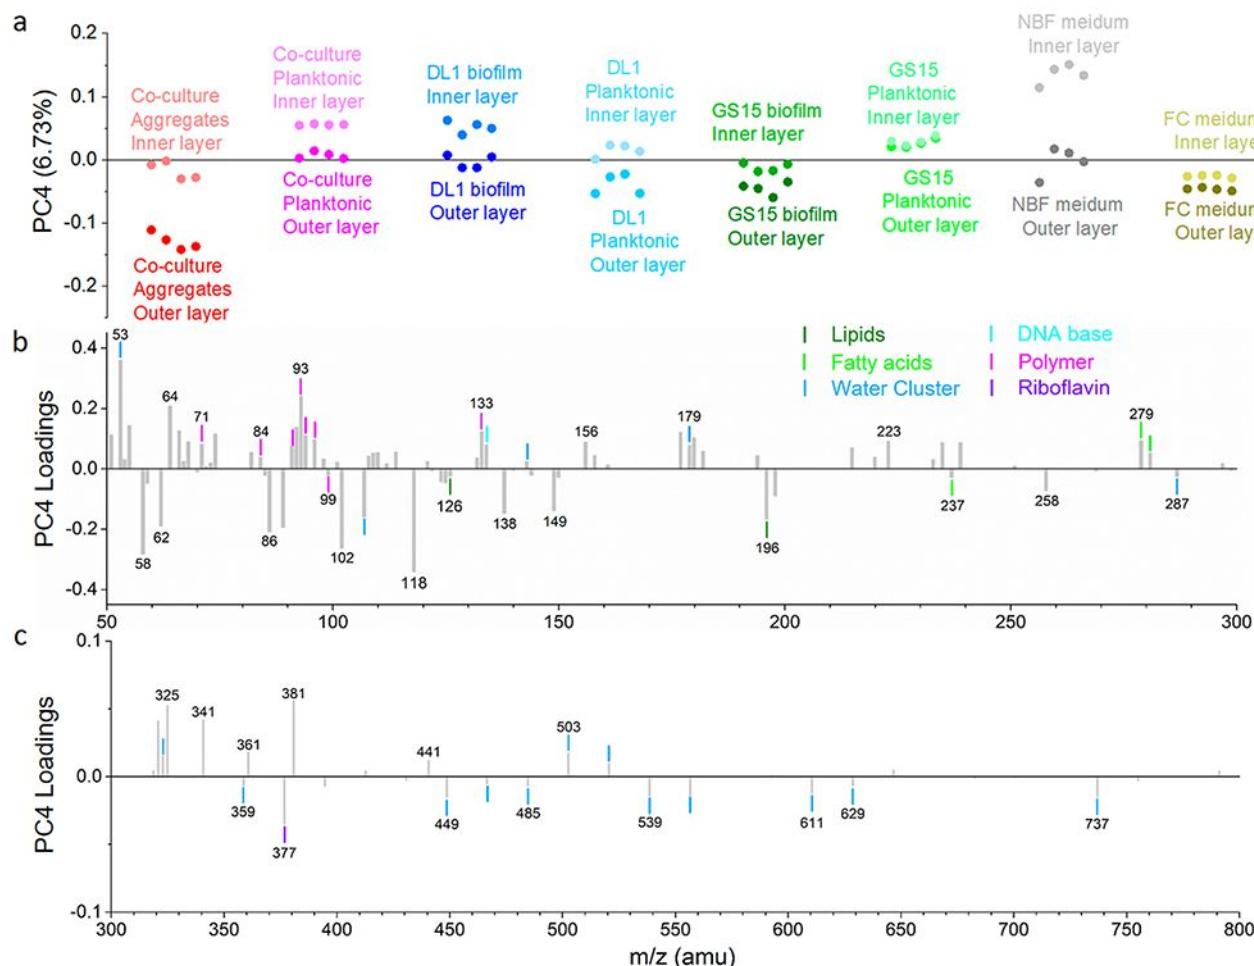 a
PC4 (6.73%)
0.2
0.1
0.0
-0.1
-0.2
Co-culture
Aggregates
Inner layer
Co-culture
Aggregates
Outer layer
Co-culture
Planktonic
Inner layer
Co-culture
Planktonic
Outer layer
DL1 biofilm
Inner layer
DL1 biofilm
Outer layer
DL1
Planktonic
Inner layer
DL1
Planktonic
Outer layer
GS15 biofilm
Inner layer
GS15 biofilm
Outer layer
GS15
Planktonic
Inner layer
GS15
Planktonic
Outer layer
NBF meidum
Inner layer
NBF meidum
Outer layer
FC meidum
Inner laye
FC meidum
Outer laye
b
PC4 Loadings
0.4
0.2
0.0
-0.2
-0.4
Lipids
Fatty acids
Water Cluster
DNA base
Polymer
Riboflavin
53
64
71
84
93
133
156
179
223
279
58
62
86
99
102
118
126
138
149
196
237
258
287
50
100
150
200
250
300
c
PC4 Loadings
0.1
0.0
-0.1
325
341
361
381
441
503
359
377
449
485
539
611
629
737
300
350
400
450
500
550
600
650
700
750
800
m/z (amu)